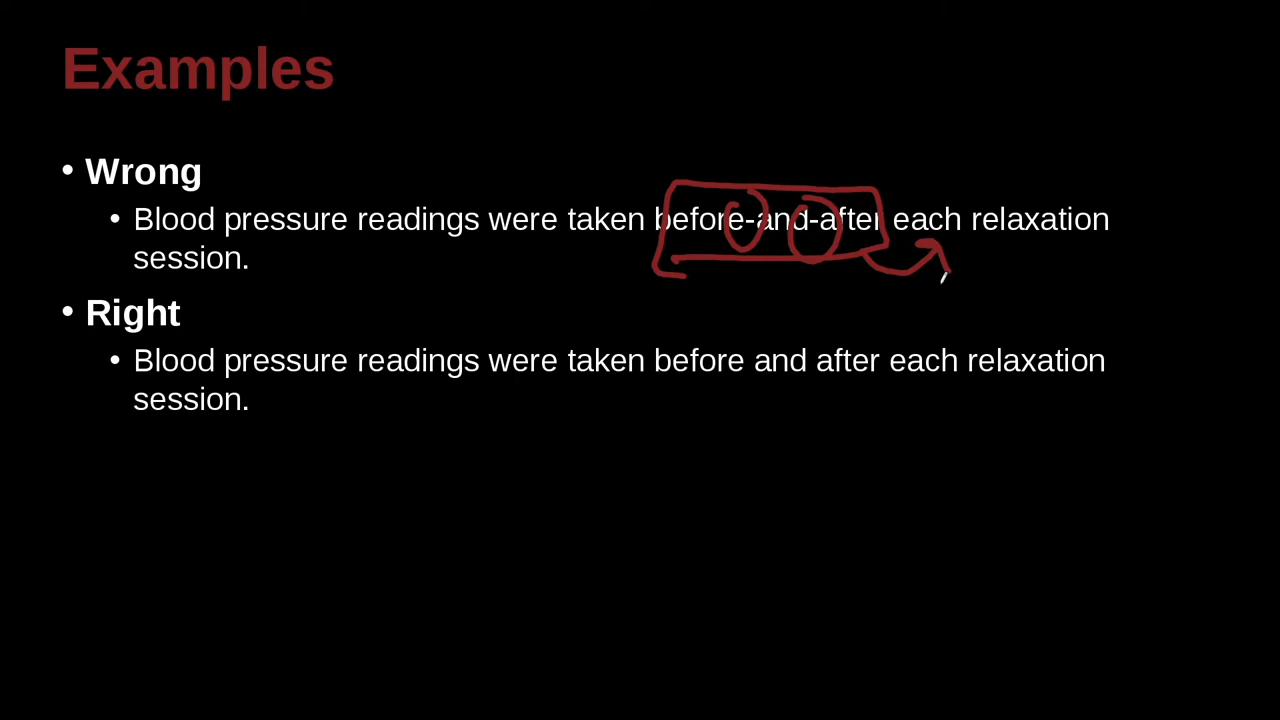 Examples
• Wrong
• Blood pressure readings were taken before-and-after each relaxation
session.
• Right
• Blood pressure readings were taken before and after each relaxation
session.